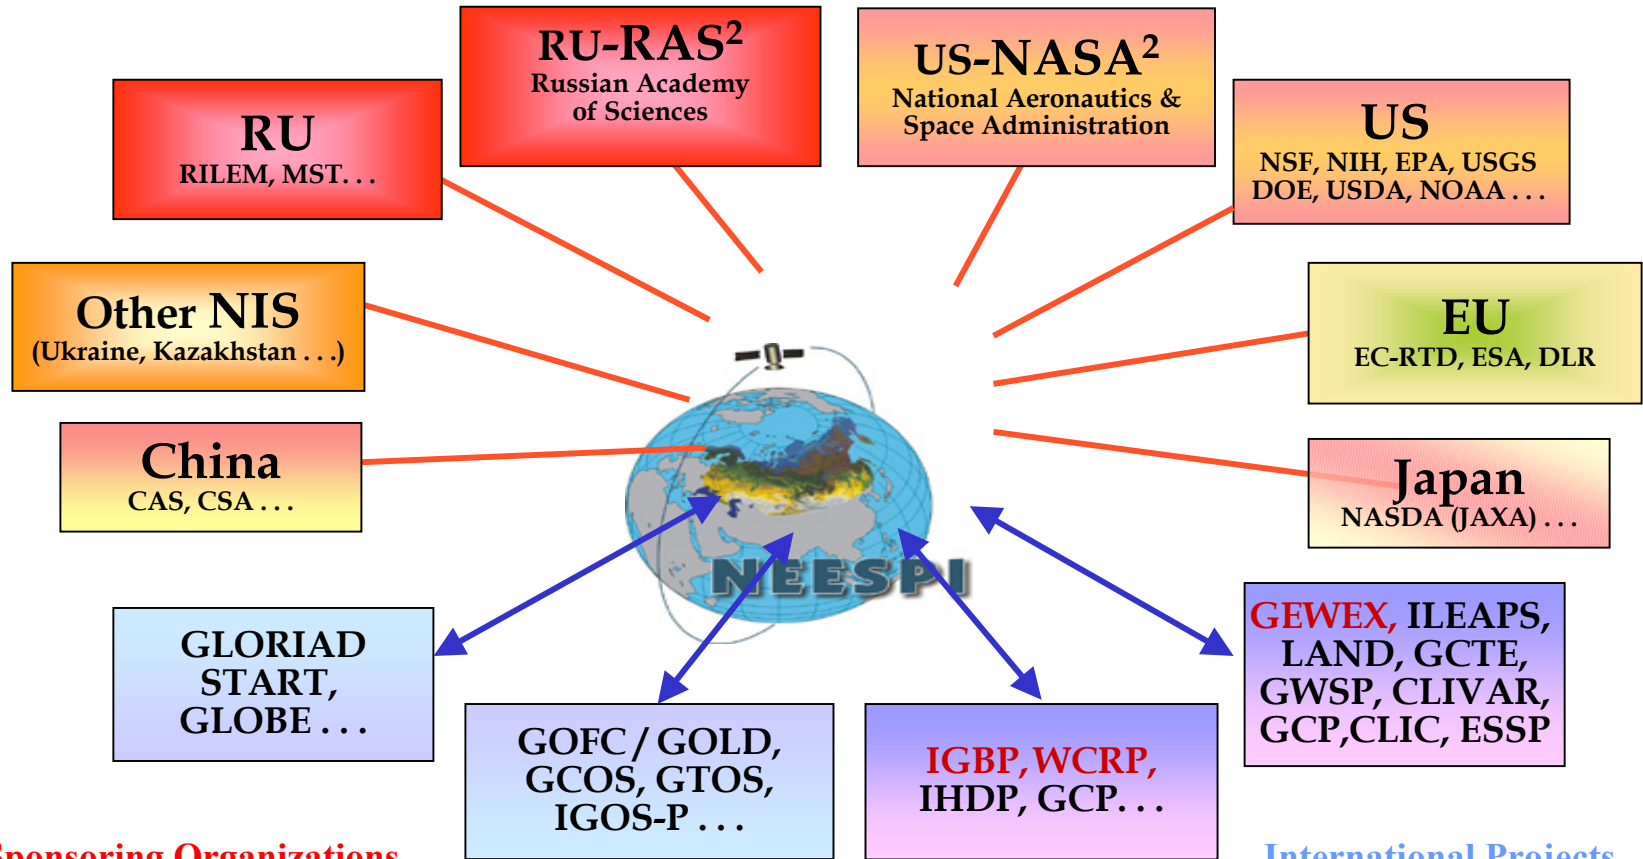 RU-RAS²
Russian Academy
of Sciences
US-NASA²
National Aeronautics &
Space Administration
RU
RILEM, MST. . .
US
NSF, NIH, EPA, USGS
DOE, USDA, NOAA . . .
Other NIS
(Ukraine, Kazakhstan . . .)
EU
EC-RTD, ESA, DLR
China
CAS, CSA . . .
Japan
NASDA (JAXA) . . .
NEESPI
GLORIAD
START,
GLOBE . . .
GOFC / GOLD,
GCOS, GTOS,
IGOS-P . . .
IGBP, WCRP,
IHDP, GCP. . .
GEWEX, ILEAPS,
LAND, GCTE,
GWSP, CLIVAR,
GCP,CLIC, ESSP
Sponsoring Organizations
International Projects